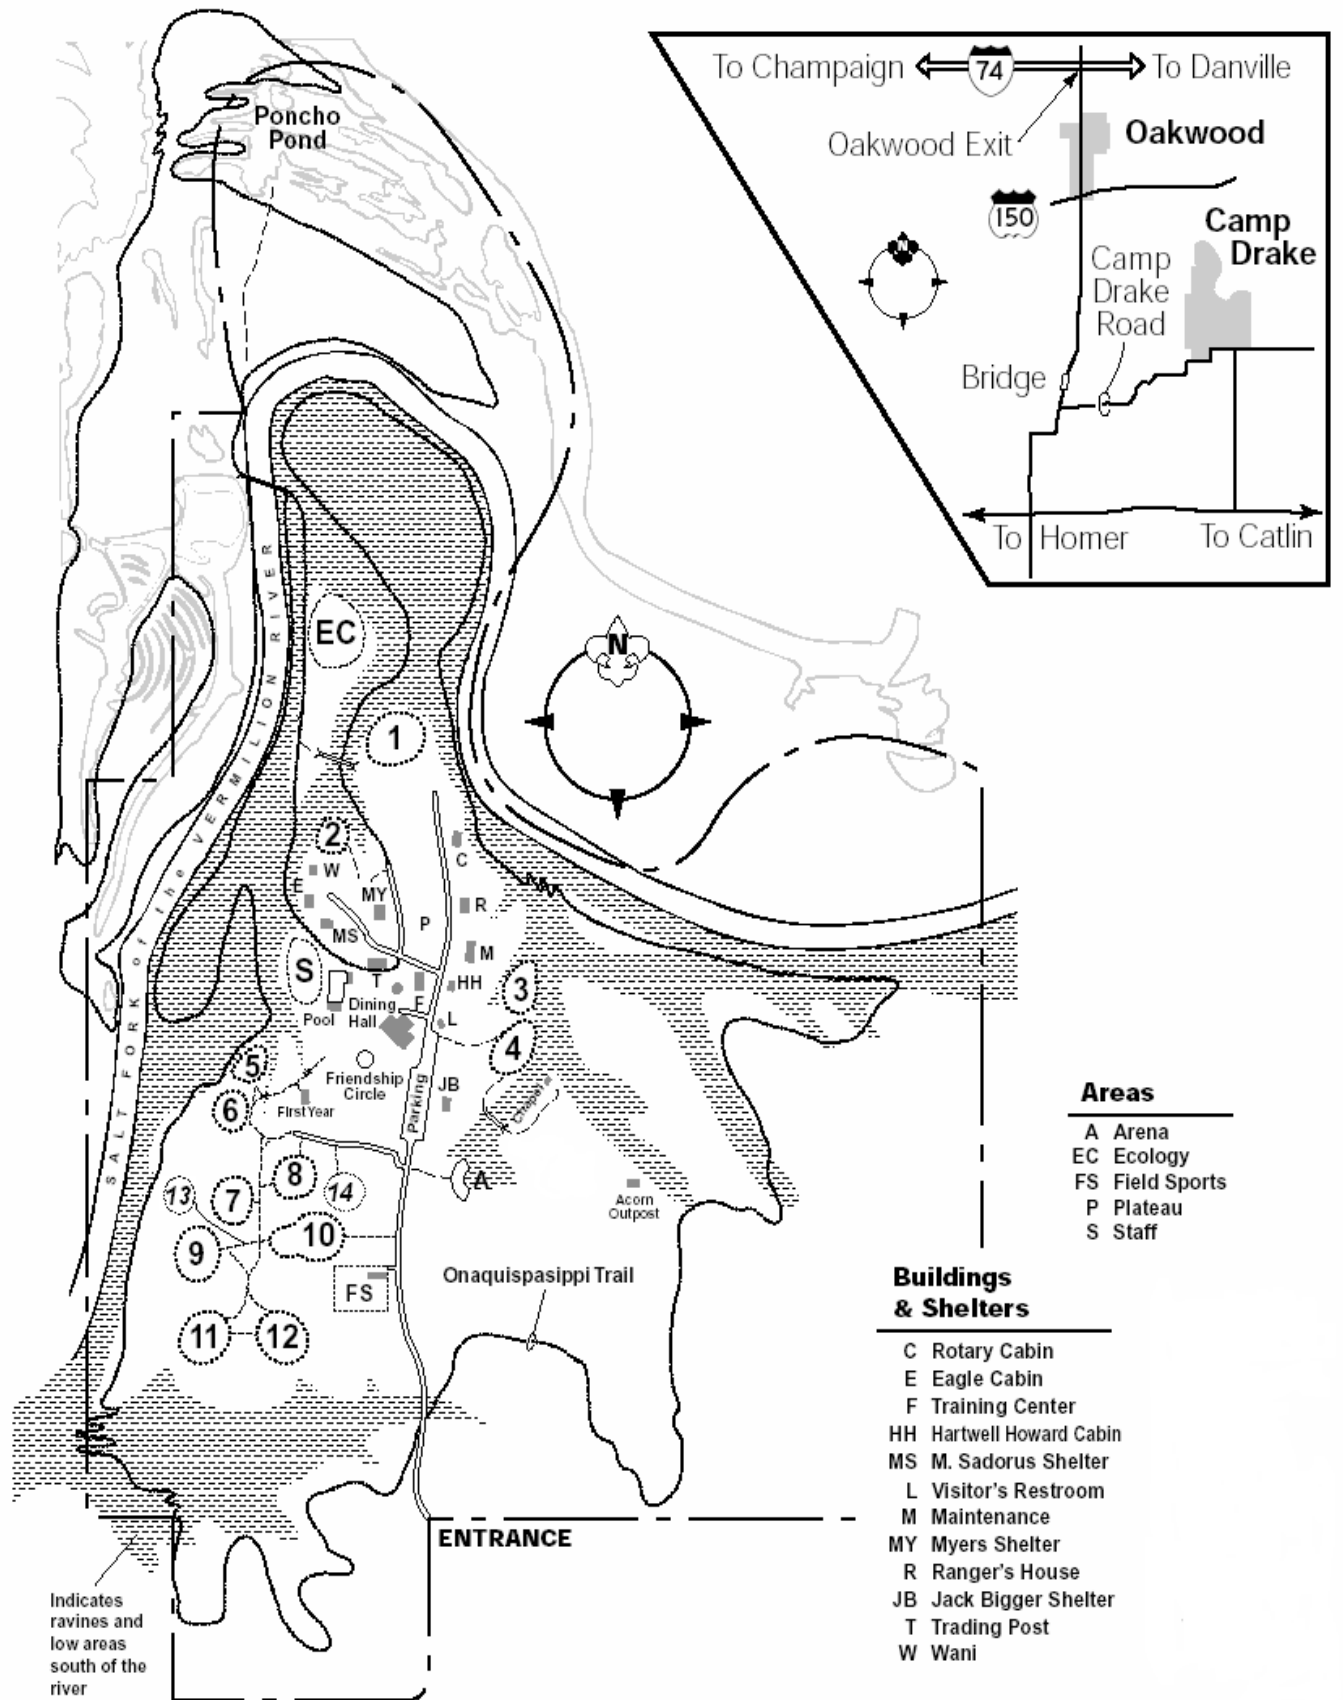 Poncho
Pond
To Champaign
74
To Danville
Oakwood Exit
Oakwood
150
N
Camp
Drake
Camp
Drake
Road
Bridge
To Homer
To Catlin
SALT FORK of the VERMILION RIVER
EC
N
1
2
W
E
MY
MS
C
R
P
M
S
T
HH
F
3
Pool
Dining
Hall
L
4
5
Friendship
Circle
6
First Year
Parking
JB
Chapel
8
13
7
14
A
Acorn
Outpost
9
10
FS
Onaquispasippi Trail
11
12
ENTRANCE
Indicates
ravines and
low areas
south of the
river
Areas
A Arena
EC Ecology
FS Field Sports
P Plateau
S Staff
Buildings
& Shelters
C Rotary Cabin
E Eagle Cabin
F Training Center
HH Hartwell Howard Cabin
MS M. Sadorus Shelter
L Visitor's Restroom
M Maintenance
MY Myers Shelter
R Ranger's House
JB Jack Bigger Shelter
T Trading Post
W Wani